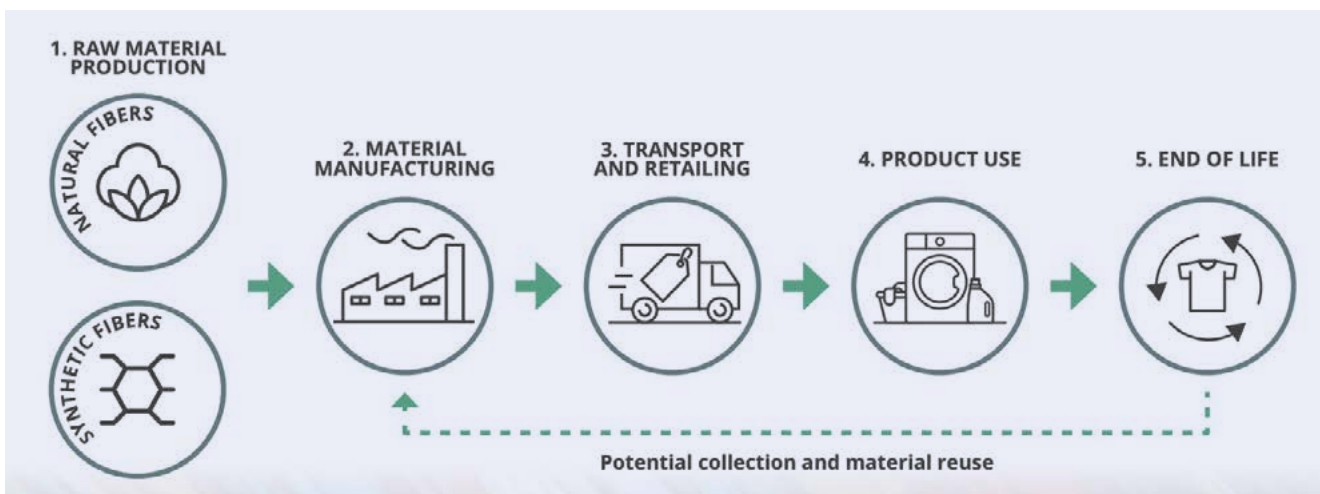 1. RAW MATERIAL
PRODUCTION
NATURAL FIBERS
SYNTHETIC FIBERS
2. MATERIAL
MANUFACTURING
3. TRANSPORT
AND RETAILING
4. PRODUCT USE
5. END OF LIFE
Potential collection and material reuse